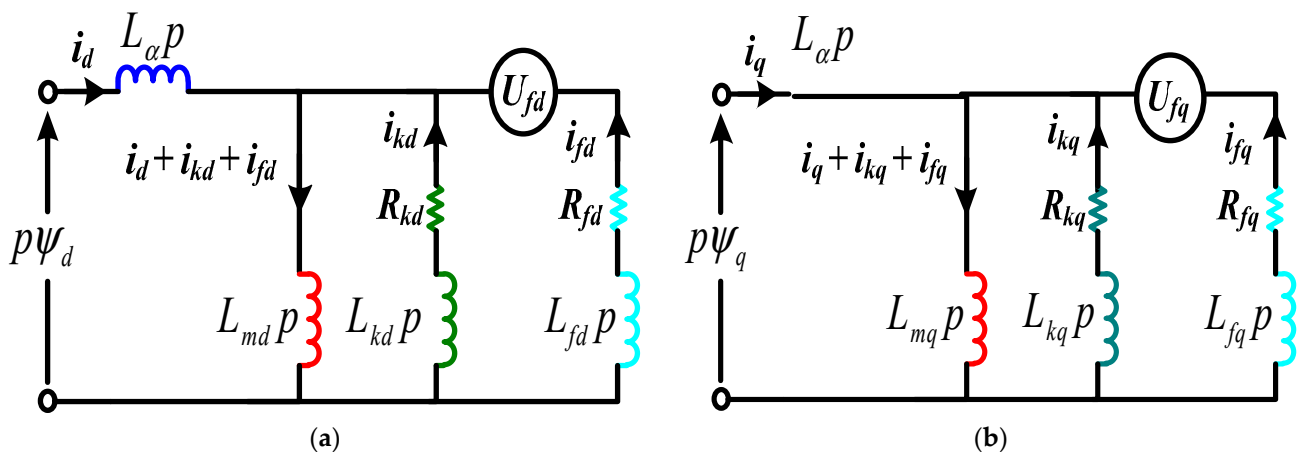 i_d
L_α p
U_fd
i_d + i_kd + i_fd
i_kd
i_fd
R_kd
R_fd
pψ_d
L_md p
L_kd p
L_fd p
(a)
i_q
L_α p
U_fq
i_q + i_kq + i_fq
i_kq
i_fq
R_kq
R_fq
pψ_q
L_mq p
L_kq p
L_fq p
(b)